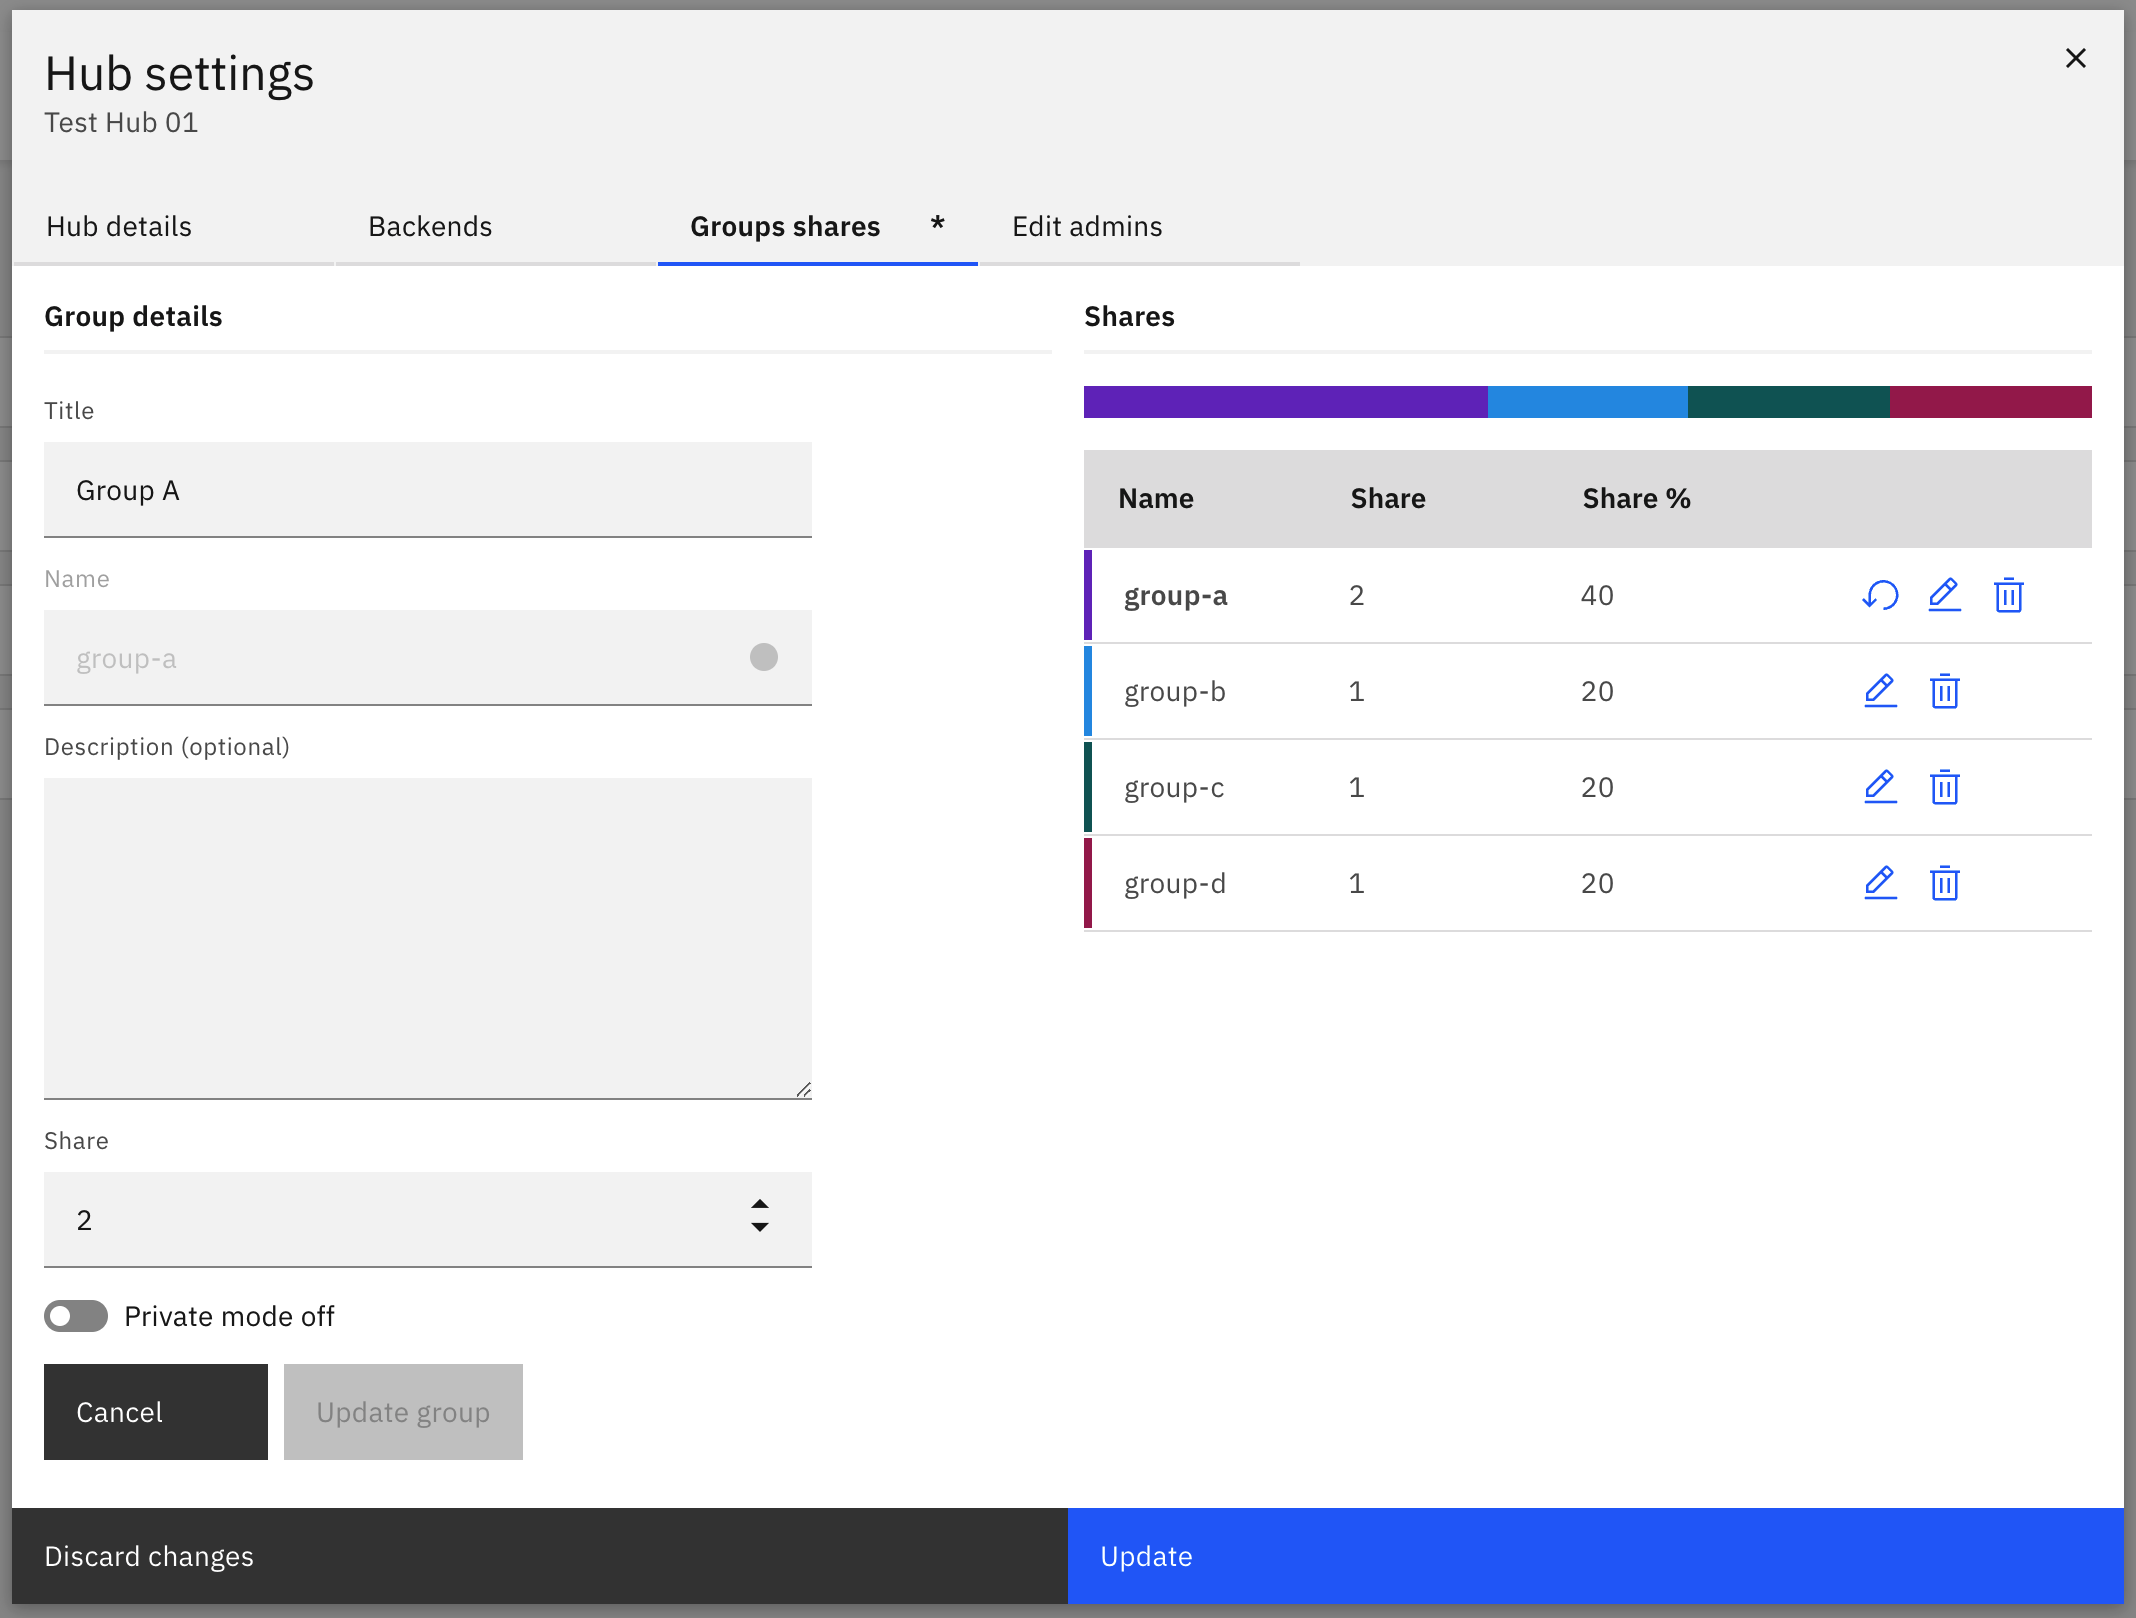 Hub settings
Test Hub 01
Hub details
Backends
Groups shares *
Edit admins
Group details
Title
Group A
Name
group-a
Description (optional)
Share
2
Private mode off
Cancel
Update group
Shares
Name Share Share %
group-a 2 40
group-b 1 20
group-c 1 20
group-d 1 20
Discard changes
Update